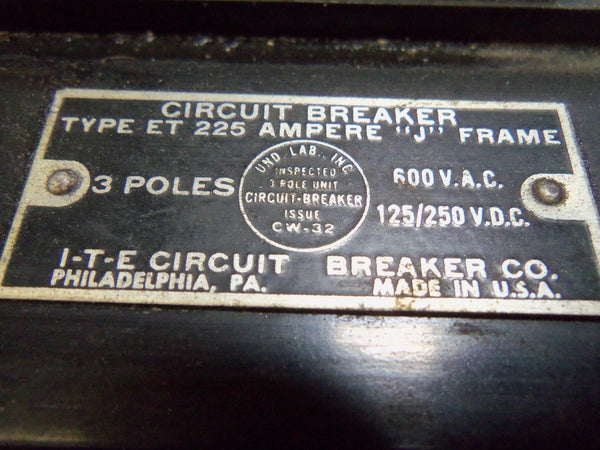 CIRCUIT BREAKER
TYPE ET 225 AMPERE "J" FRAME
3 POLES
UND. LAB., INC.
INSPECTED
3 POLE UNIT
CIRCUIT-BREAKER
ISSUE
CW-32
600 V.A.C.
125/250 V.D.C.
I-T-E CIRCUIT BREAKER CO.
PHILADELPHIA, PA. MADE IN U.S.A.